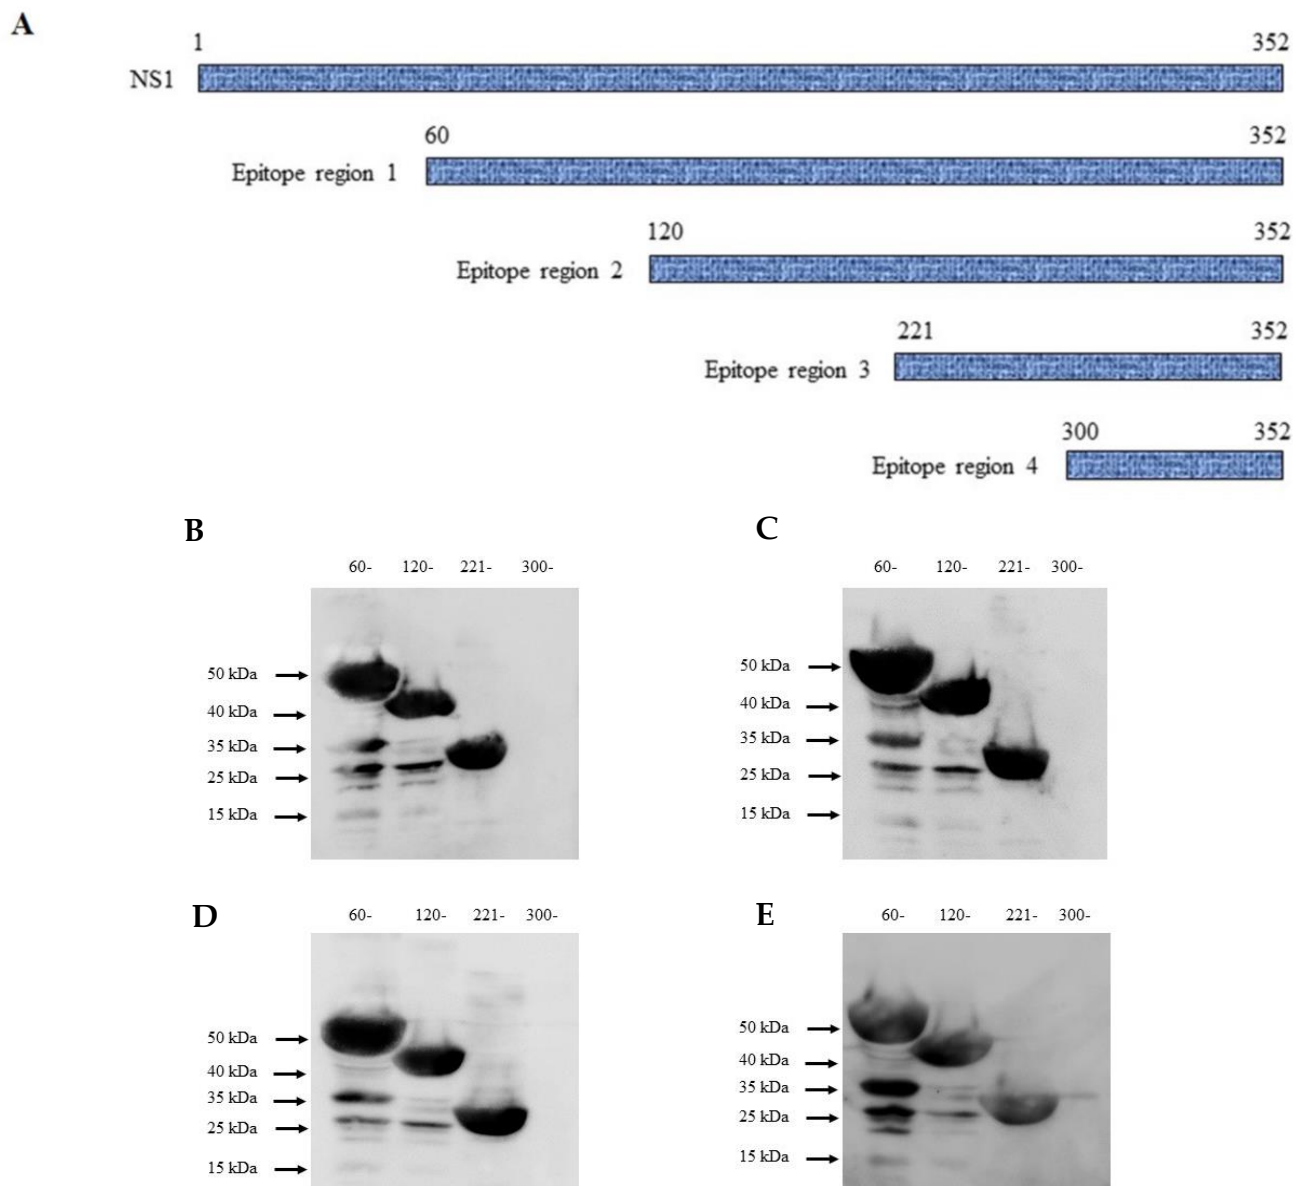 A
1 352
NS1
60 352
Epitope region 1
120 352
Epitope region 2
221 352
Epitope region 3
300 352
Epitope region 4
B
60- 120- 221- 300-
50 kDa
40 kDa
35 kDa
25 kDa
15 kDa
C
60- 120- 221- 300-
50 kDa
40 kDa
35 kDa
25 kDa
15 kDa
D
60- 120- 221- 300-
50 kDa
40 kDa
35 kDa
25 kDa
15 kDa
E
60- 120- 221- 300-
50 kDa
40 kDa
35 kDa
25 kDa
15 kDa